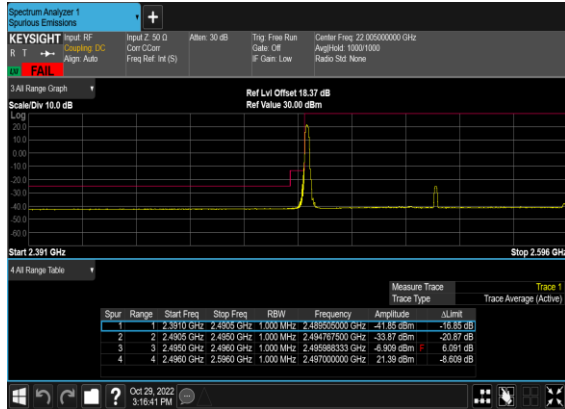 Spectrum Analyzer 1
Spurious Emissions
+
KEYSIGHT Input: RF Input Z: 50 Ω Atten: 30 dB Trig: Free Run Center Freq: 22.005000000 GHz
R T Coupling: DC Corr CCorr Gate: Off Avg|Hold: 1000/1000
Align: Auto Freq Ref: Int (S) IF Gain: Low Radio Std: None
LXI FAIL
3 All Range Graph Ref Lvl Offset 18.37 dB
Scale/Div 10.0 dB Ref Value 30.00 dBm
Log
20.0
10.0
0.00
-10.0
-20.0
-30.0
-40.0
-50.0
-60.0
Start 2.391 GHz Stop 2.596 GHz
4 All Range Table
Measure Trace Trace 1
Trace Type Trace Average (Active)
Spur Range Start Freq Stop Freq RBW Frequency Amplitude ΔLimit
1 1 2.3910 GHz 2.4905 GHz 1.000 MHz 2.489505000 GHz -41.85 dBm -16.85 dB
2 2 2.4905 GHz 2.4950 GHz 1.000 MHz 2.494767500 GHz -33.87 dBm -20.87 dB
3 3 2.4950 GHz 2.4960 GHz 1.000 MHz 2.495988333 GHz -6.909 dBm F 6.091 dB
4 4 2.4960 GHz 2.5960 GHz 1.000 MHz 2.497000000 GHz 21.39 dBm -8.609 dB
? Oct 29, 2022
3:16:41 PM